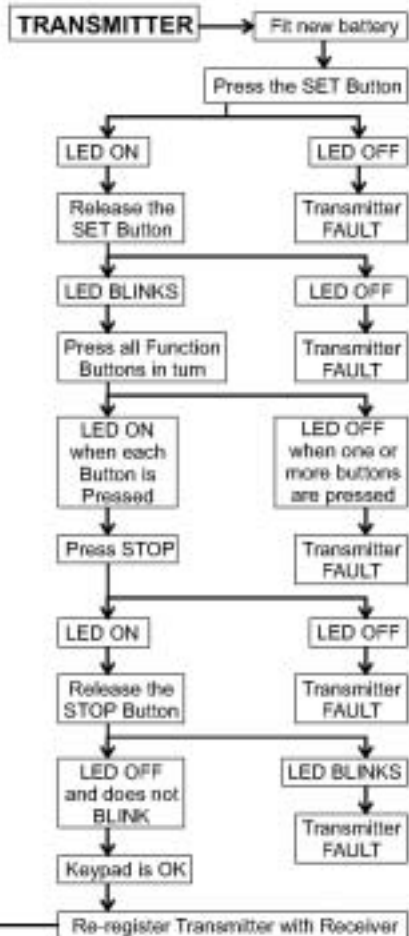 TRANSMITTER
Fit new battery
Press the SET Button
LED ON
LED OFF
Release the
SET Button
Transmitter
FAULT
LED BLINKS
LED OFF
Press all Function
Buttons in turn
Transmitter
FAULT
LED ON
when each
Button is
Pressed
LED OFF
when one or
more buttons
are pressed
Press STOP
Transmitter
FAULT
LED ON
LED OFF
Release the
STOP Button
Transmitter
FAULT
LED OFF
and does not
BLINK
LED BLINKS
Transmitter
FAULT
Keypad is OK
Re-register Transmitter with Receiver